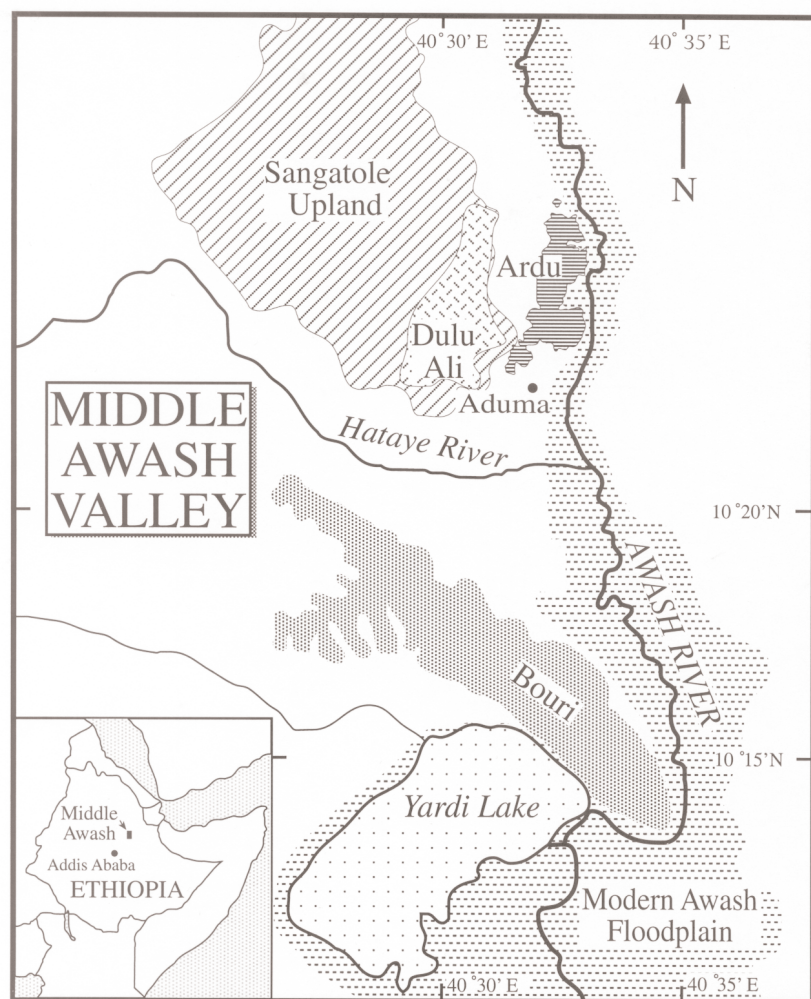 40° 30' E
40° 35' E
N
Sangatole
Upland
Ardu
Dulu
Ali
Aduma
MIDDLE
AWASH
VALLEY
Hataye River
10 °20'N
AWASH RIVER
Bouri
10 °15'N
Yardi Lake
Middle
Awash
Addis Ababa
ETHIOPIA
Modern Awash
Floodplain
40° 30' E
40° 35' E